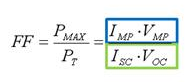 FF = P_MAX / P_T = I_MP · V_MP / I_SC · V_OC